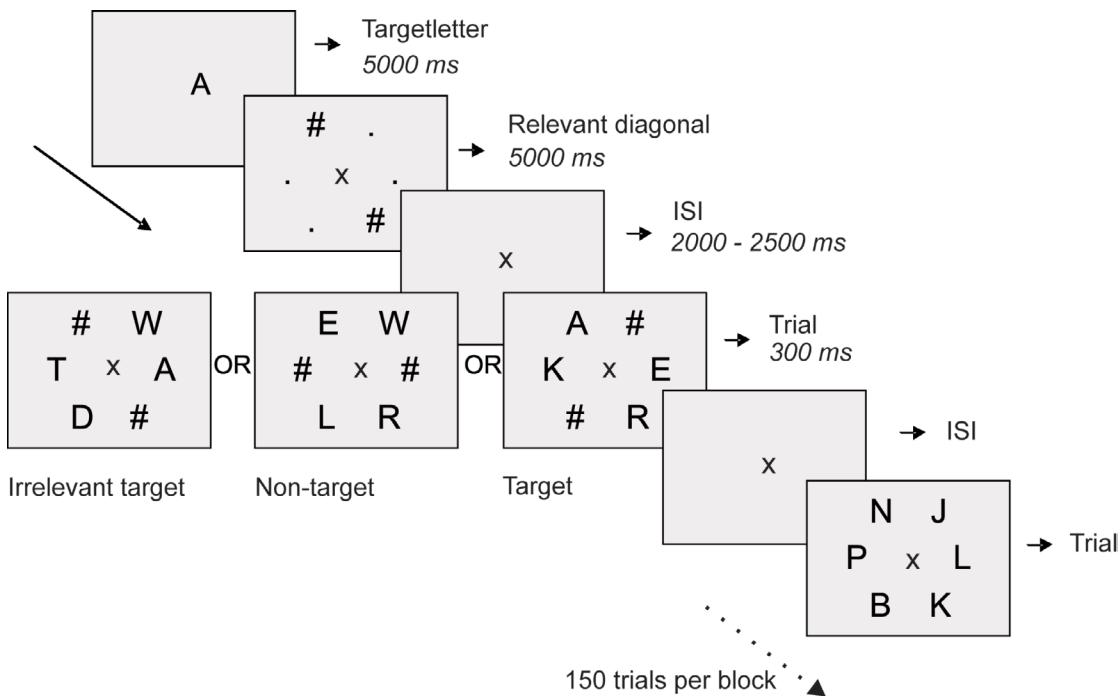 A
Targetletter
5000 ms
# .
. x .
. #
Relevant diagonal
5000 ms
x
ISI
2000 - 2500 ms
# W
T x A
D #
OR
E W
# x #
L R
OR
A #
K x E
# R
Trial
300 ms
Irrelevant target
Non-target
Target
x
ISI
N J
P x L
B K
Trial
150 trials per block